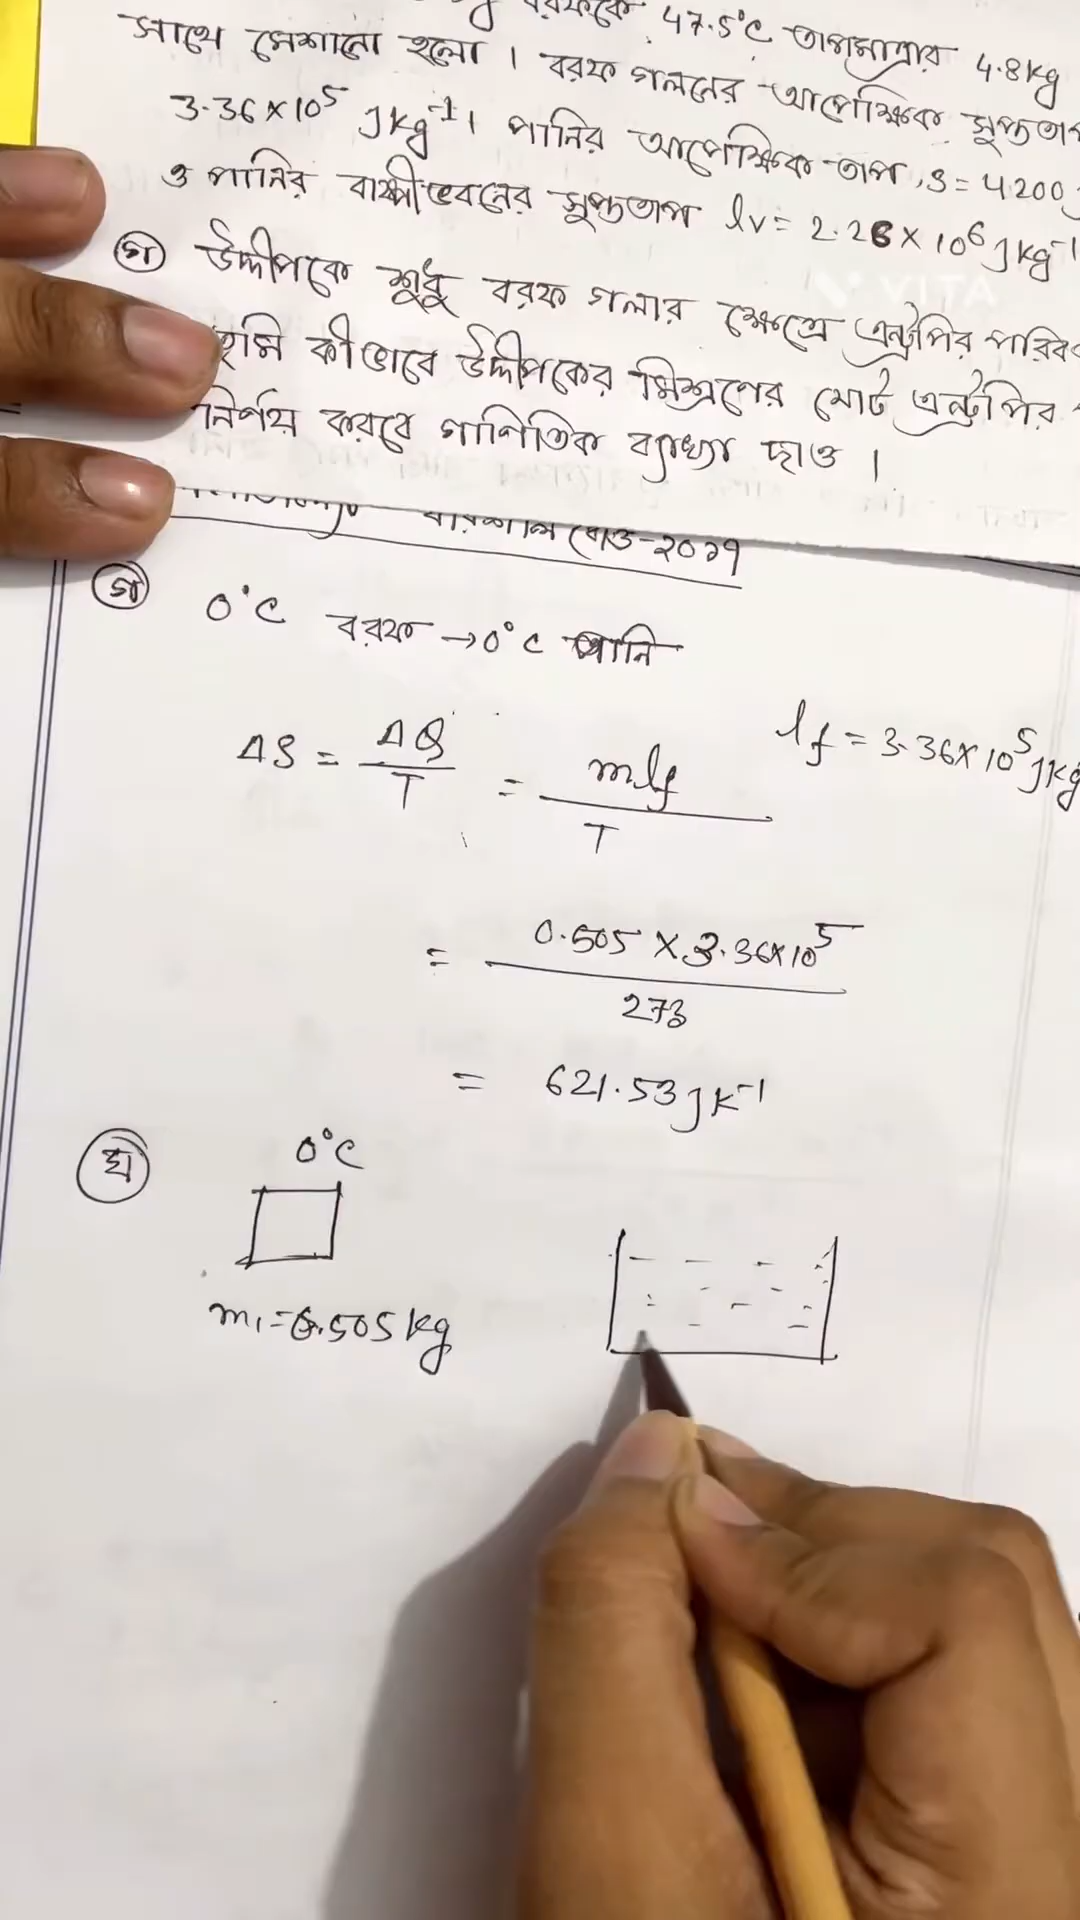 বরফকে 47.5°C তাপমাত্রার 4.8kg
সাথে মেশানো হলো। বরফ গলনের আপেক্ষিক সুপ্ততাপ
3.36×10⁵ JKg⁻¹। পানির আপেক্ষিক তাপ, S = 4200
ও পানির বাষ্পীভবনের সুপ্ততাপ lv = 2.26×10⁶ JKg⁻¹
গ উদ্দীপকে শুধু বরফ গলার ক্ষেত্রে এন্ট্রপির
VITA
তুমি কীভাবে উদ্দীপকের মিশ্রণের মোট এন্ট্রপির
নির্ণয় করবে গাণিতিক ব্যাখ্যা দাও।
বোর্ড-২০১৭
গ 0°C বরফ → 0°C পানি
ΔS = ΔQ/T = mlf/T
lf = 3.36×10⁵ JKg
= 0.505 × 3.36×10⁵/273
= 621.53 JK⁻¹
ঘ 0°C
m₁ = 0.505 kg